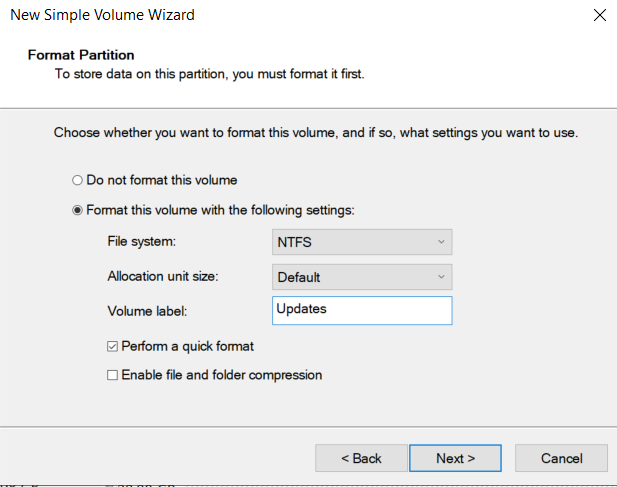 New Simple Volume Wizard
Format Partition
To store data on this partition, you must format it first.
Choose whether you want to format this volume, and if so, what settings you want to use.
Do not format this volume
Format this volume with the following settings:
File system: NTFS
Allocation unit size: Default
Volume label: Updates
Perform a quick format
Enable file and folder compression
< Back Next > Cancel